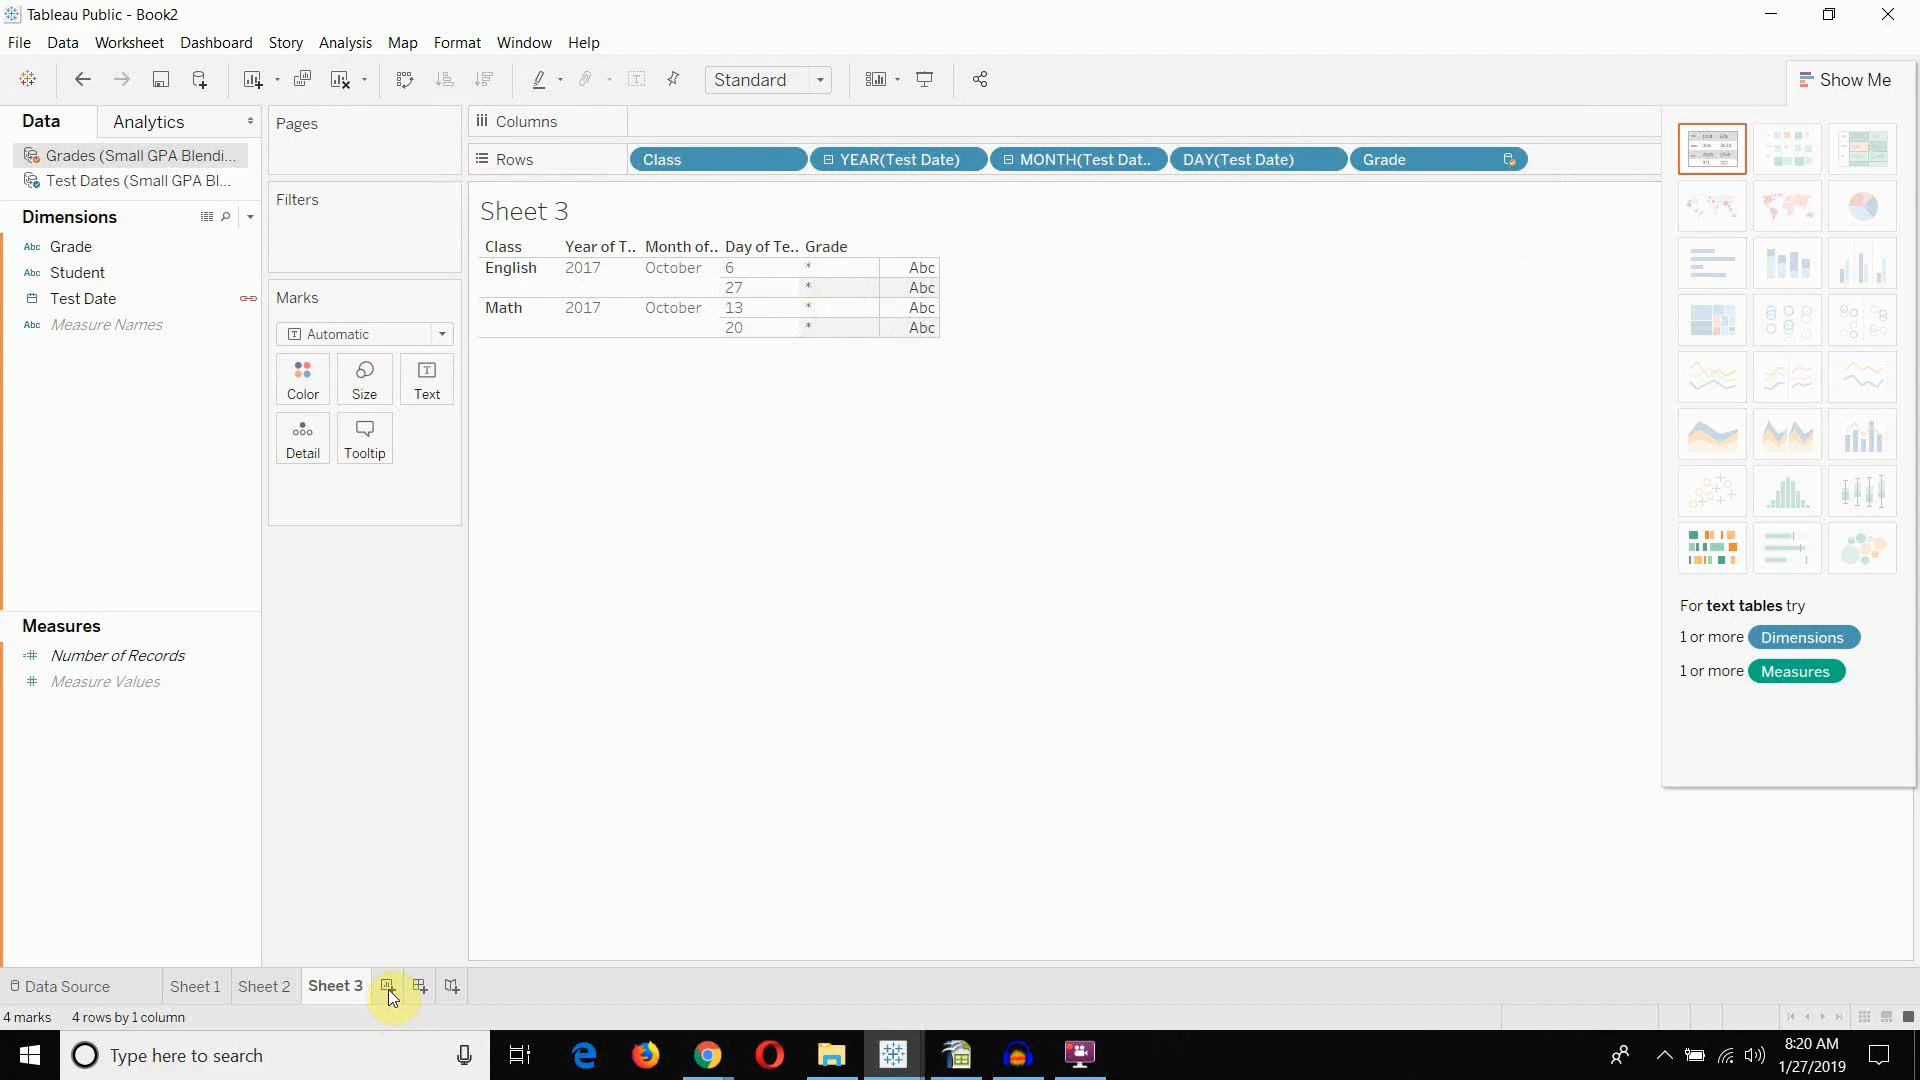 Tableau Public - Book2
File Data Worksheet Dashboard Story Analysis Map Format Window Help
Standard
Show Me
Data Analytics
Grades (Small GPA Blendi...
Test Dates (Small GPA Bl...
Dimensions
Abc Grade
Abc Student
Test Date
Abc Measure Names
Measures
Number of Records
Measure Values
Pages
Filters
Marks
Automatic
Color Size Text
Detail Tooltip
Columns
Rows Class YEAR(Test Date) MONTH(Test Dat.. DAY(Test Date) Grade
Sheet 3
Class Year of T.. Month of.. Day of Te.. Grade
English 2017 October 6 * Abc
27 * Abc
Math 2017 October 13 * Abc
20 * Abc
For text tables try
1 or more Dimensions
1 or more Measures
Data Source Sheet 1 Sheet 2 Sheet 3
4 marks 4 rows by 1 column
Type here to search
8:20 AM
1/27/2019